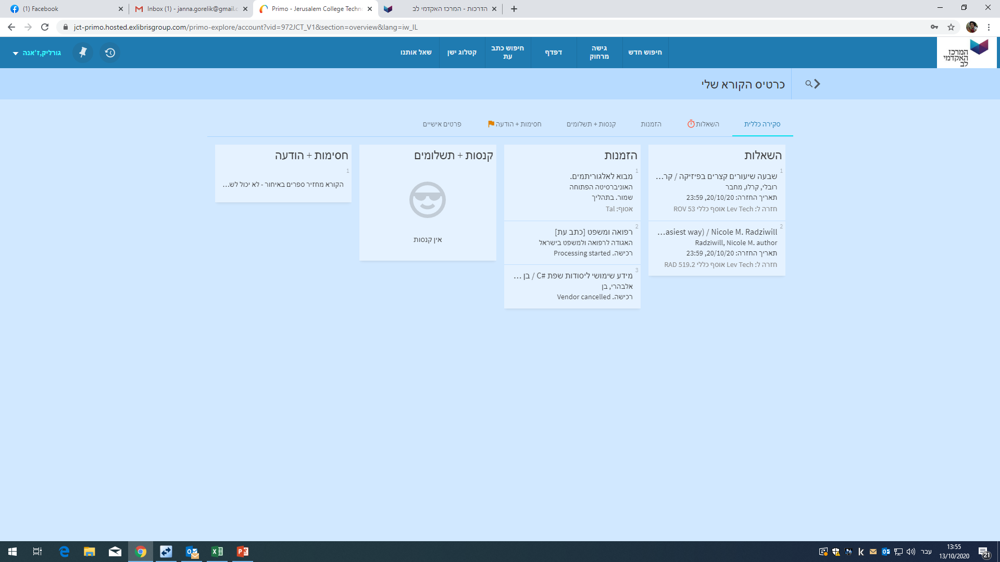 (1) Facebook
Inbox (1) - janna.gorelik@gmail.c
Primo - Jerusalem College Techn
הדרכות - המרכז האקדמי לב
jct-primo.hosted.exlibrisgroup.com/primo-explore/account?vid=972JCT_V1&section=overview&lang=iw_IL
המרכז
האקדמי
לב
חיפוש חדש
גישה
מרחוק
דפדף
חיפוש כתב
עת
קטלוג ישן
שאל אותנו
גורליק,ז'אנה
כרטיס הקורא שלי
סקירה כללית
השאלות
הזמנות
קנסות + תשלומים
חסימות + הודעה
פרטים אישיים
השאלות
1
שבעה שיעורים קצרים בפיזיקה / קר...
רובלי, קרלו, מחבר
תאריך החזרה: 20/10/20, 23:59
חזרה ל: Lev Tech אוסף כללי ROV 53
2
...asiest way) / Nicole M. Radziwill
Radziwill, Nicole M. author
תאריך החזרה: 20/10/20, 23:59
חזרה ל: Lev Tech אוסף כללי RAD 519.2
הזמנות
1
מבוא לאלגוריתמים.
האוניברסיטה הפתוחה
שמור. בתהליך
אסוף: Tal
2
רפואה ומשפט [כתב עת]
האגודה לרפואה ולמשפט בישראל
רכישה. Processing started
3
מידע שימושי ליסודות שפת C# / בן ...
אלבהרי, בן
רכישה. Vendor cancelled
קנסות + תשלומים
אין קנסות
חסימות + הודעה
1
הקורא מחזיר ספרים באיחור - לא יכול לש...
עבר
13:55
13/10/2020
21